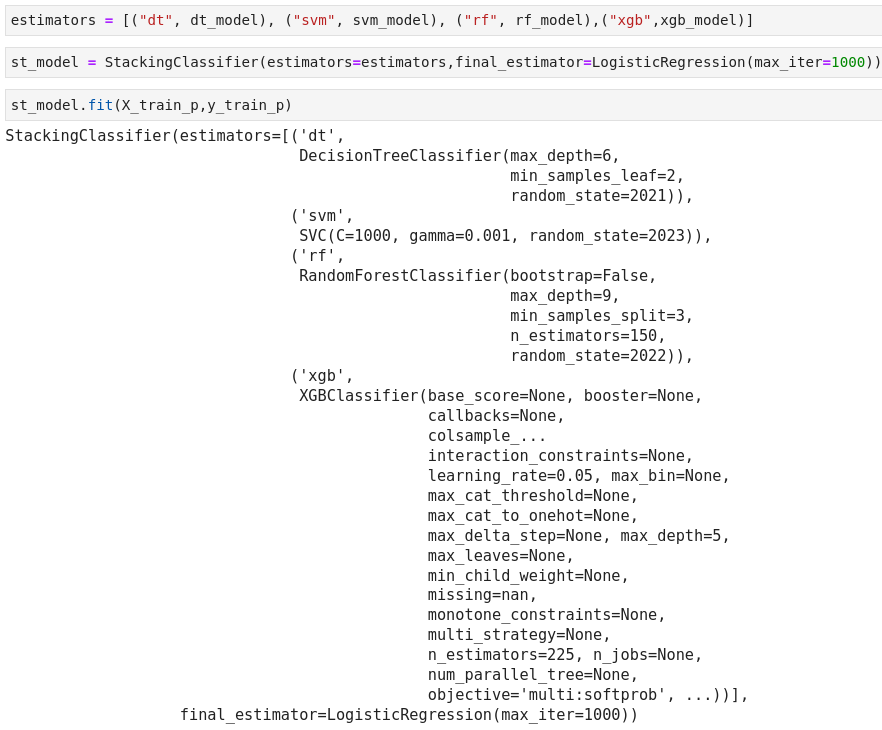 estimators = [("dt", dt_model), ("svm", svm_model), ("rf", rf_model),("xgb",xgb_model)]
st_model = StackingClassifier(estimators=estimators,final_estimator=LogisticRegression(max_iter=1000))
st_model.fit(X_train_p,y_train_p)
StackingClassifier(estimators=[('dt',
                                DecisionTreeClassifier(max_depth=6,
                                                       min_samples_leaf=2,
                                                       random_state=2021)),
                               ('svm',
                                SVC(C=1000, gamma=0.001, random_state=2023)),
                               ('rf',
                                RandomForestClassifier(bootstrap=False,
                                                       max_depth=9,
                                                       min_samples_split=3,
                                                       n_estimators=150,
                                                       random_state=2022)),
                               ('xgb',
                                XGBClassifier(base_score=None, booster=None,
                                              callbacks=None,
                                              colsample_...
                                              interaction_constraints=None,
                                              learning_rate=0.05, max_bin=None,
                                              max_cat_threshold=None,
                                              max_cat_to_onehot=None,
                                              max_delta_step=None, max_depth=5,
                                              max_leaves=None,
                                              min_child_weight=None,
                                              missing=nan,
                                              monotone_constraints=None,
                                              multi_strategy=None,
                                              n_estimators=225, n_jobs=None,
                                              num_parallel_tree=None,
                                              objective='multi:softprob', ...))],
                   final_estimator=LogisticRegression(max_iter=1000))